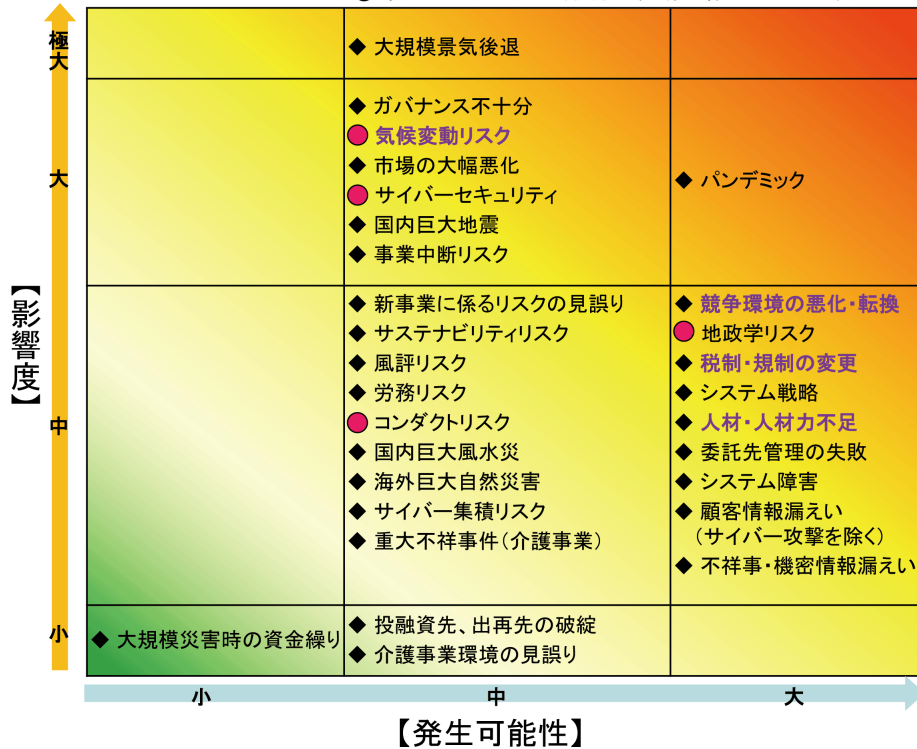 極大
◆ 大規模景気後退
大
◆ ガバナンス不十分
● 気候変動リスク
◆ 市場の大幅悪化
● サイバーセキュリティ
◆ 国内巨大地震
◆ 事業中断リスク
◆ パンデミック
【影響度】
中
◆ 新事業に係るリスクの見誤り
◆ サステナビリティリスク
◆ 風評リスク
◆ 労務リスク
● コンダクトリスク
◆ 国内巨大風水災
◆ 海外巨大自然災害
◆ サイバー集積リスク
◆ 重大不祥事件（介護事業）
◆ 競争環境の悪化・転換
● 地政学リスク
◆ 税制・規制の変更
◆ システム戦略
◆ 人材・人材力不足
◆ 委託先管理の失敗
◆ システム障害
◆ 顧客情報漏えい
（サイバー攻撃を除く）
◆ 不祥事・機密情報漏えい
小
◆ 大規模災害時の資金繰り
◆ 投融資先、出再先の破綻
◆ 介護事業環境の見誤り
小
中
大
【発生可能性】